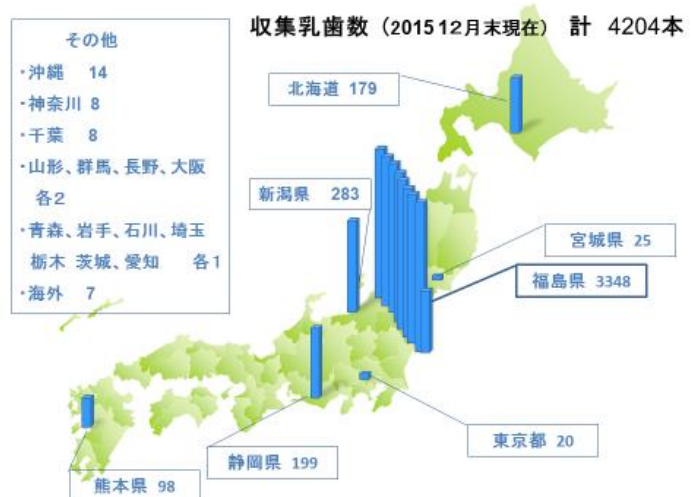 収集乳歯数（2015 12月末現在） 計 4204本
その他
・沖縄 14
・神奈川 8
・千葉 8
・山形、群馬、長野、大阪
各2
・青森、岩手、石川、埼玉
栃木 茨城、愛知 各1
・海外 7
北海道 179
新潟県 283
宮城県 25
福島県 3348
東京都 20
静岡県 199
熊本県 98